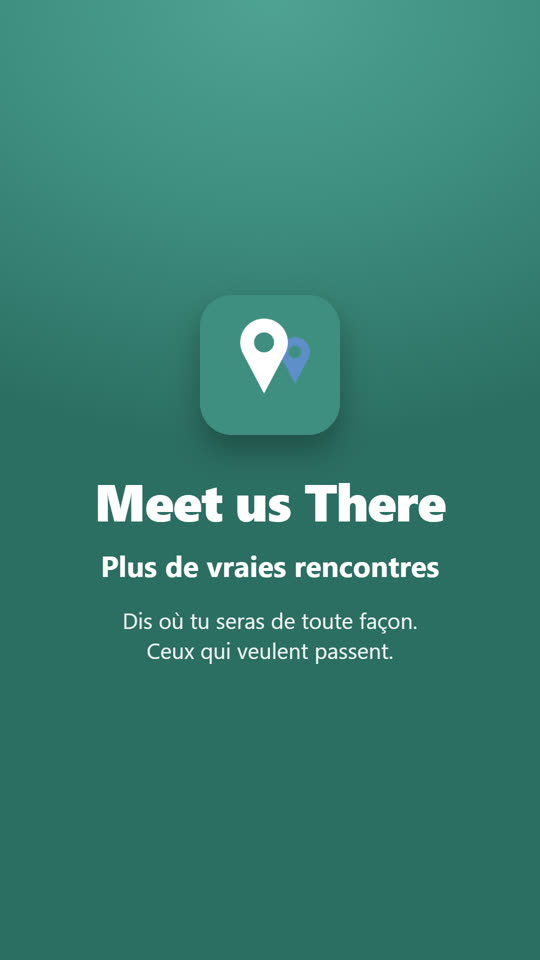 Meet us There
Plus de vraies rencontres
Dis où tu seras de toute façon.
Ceux qui veulent passent.